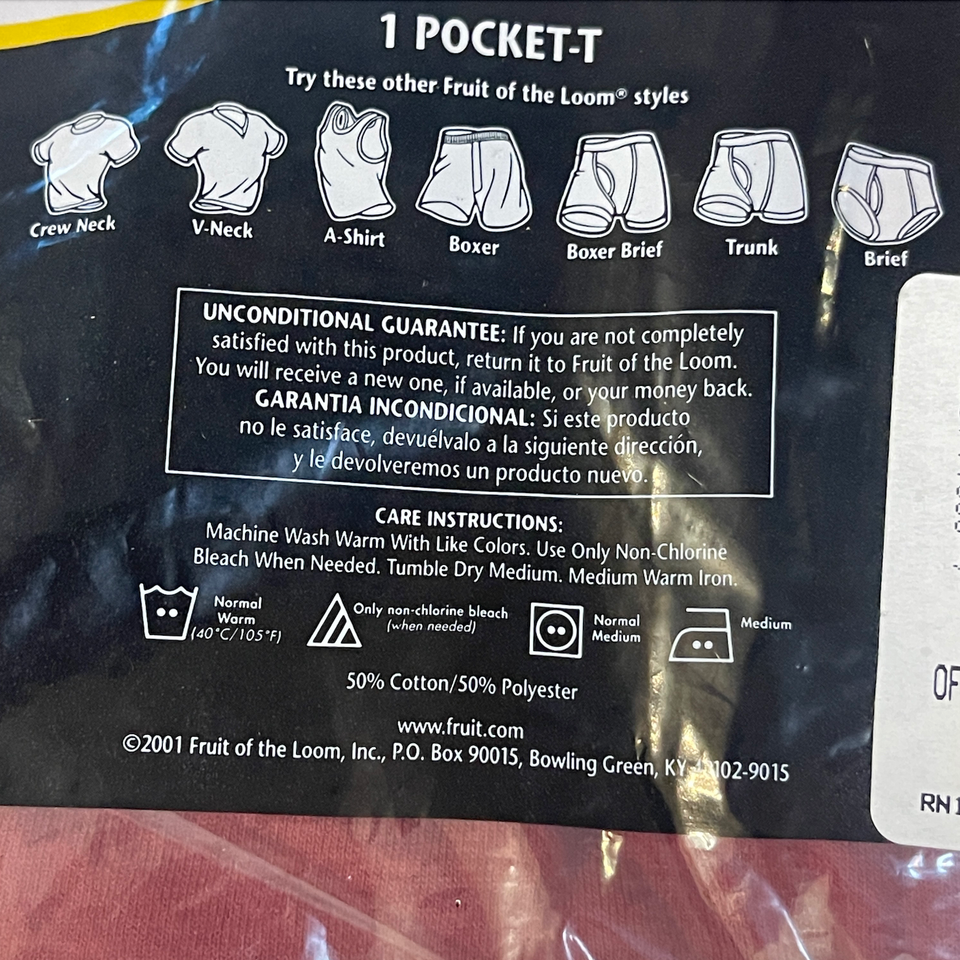 1 POCKET-T
Try these other Fruit of the Loom® styles
Crew Neck
V-Neck
A-Shirt
Boxer
Boxer Brief
Trunk
Brief
UNCONDITIONAL GUARANTEE: If you are not completely
satisfied with this product, return it to Fruit of the Loom.
You will receive a new one, if available, or your money back.
GARANTIA INCONDICIONAL: Si este producto
no le satisface, devuélvalo a la siguiente dirección,
y le devolveremos un producto nuevo.
CARE INSTRUCTIONS:
Machine Wash Warm With Like Colors. Use Only Non-Chlorine
Bleach When Needed. Tumble Dry Medium. Medium Warm Iron.
Normal
Warm
(40°C/105°F)
Only non-chlorine bleach
(when needed)
Normal
Medium
Medium
50% Cotton/50% Polyester
www.fruit.com
©2001 Fruit of the Loom, Inc., P.O. Box 90015, Bowling Green, KY
OF
RN1